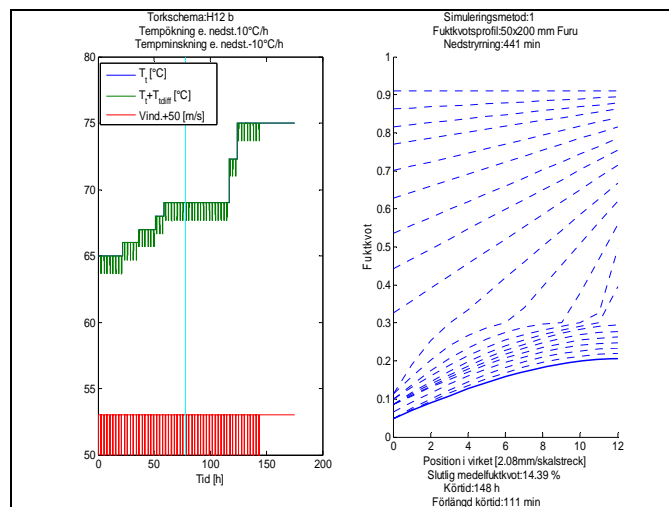 Torkschema:H12 b
Tempökning e. nedst.10°C/h
Tempminskning e. nedst.-10°C/h
80
75
70
65
60
55
50
0
50
100
150
200
Tid [h]
T_t [°C]
T_t+T_tdiff [°C]
Vind.+50 [m/s]
Simuleringsmetod:1
Fuktkvotsprofil:50x200 mm Furu
Nedstryrning:441 min
1
0.9
0.8
0.7
0.6
0.5
0.4
0.3
0.2
0.1
0
Fuktkvot
0
2
4
6
8
10
12
Position i virket [2.08mm/skalstreck]
Slutlig medelfuktkvot:14.39 %
Körtid:148 h
Förlängd körtid:111 min